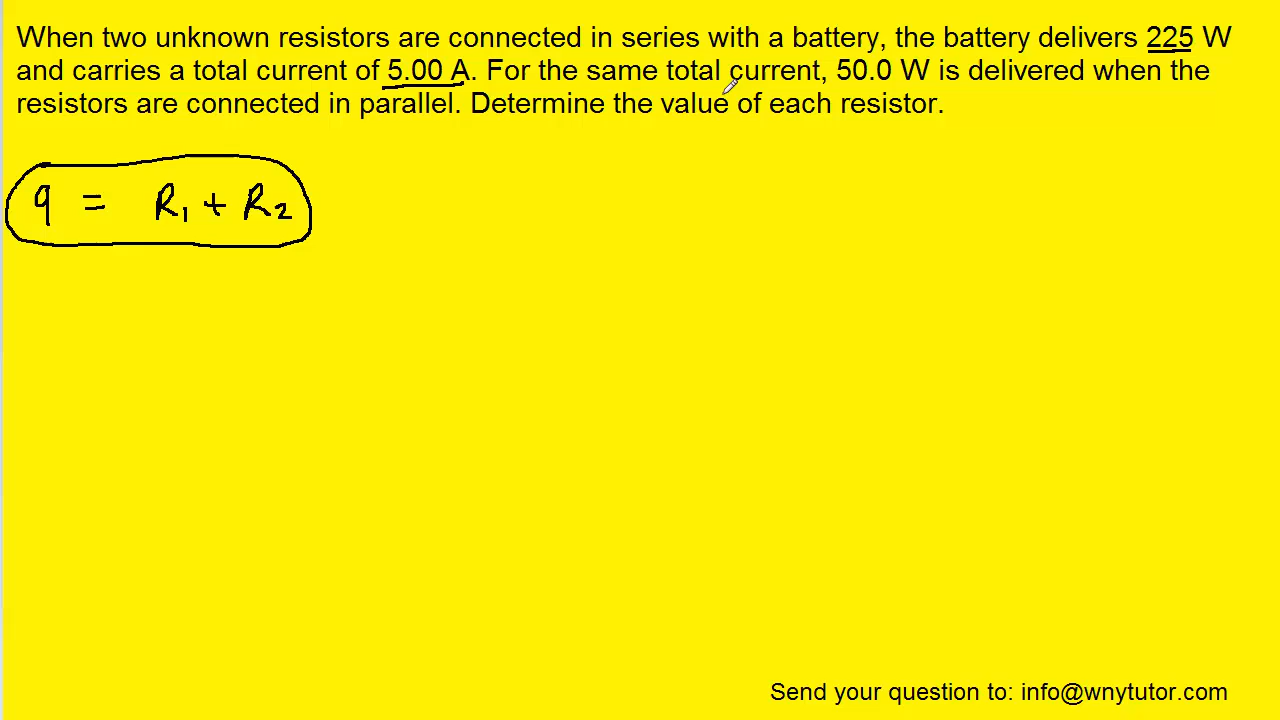 When two unknown resistors are connected in series with a battery, the battery delivers 225 W
and carries a total current of 5.00 A. For the same total current, 50.0 W is delivered when the
resistors are connected in parallel. Determine the value of each resistor.
9 = R₁ + R₂
Send your question to: info@wnytutor.com